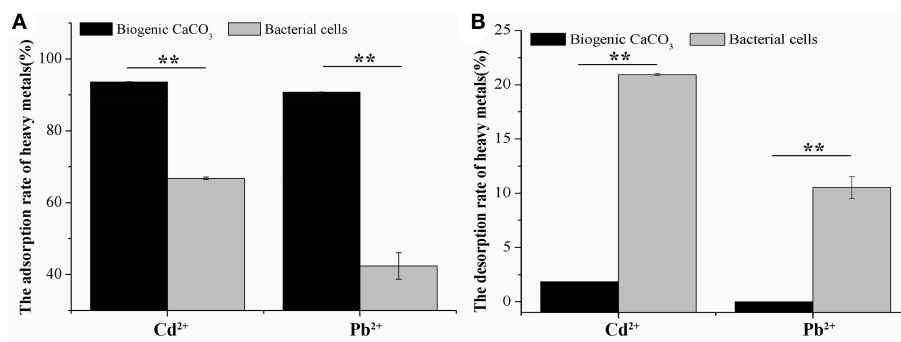 A
Biogenic CaCO₃ Bacterial cells
The adsorption rate of heavy metals(%)
100
80
60
40
**
**
Cd²⁺
Pb²⁺
B
Biogenic CaCO₃ Bacterial cells
The desorption rate of heavy metals(%)
25
20
15
10
5
0
**
**
Cd²⁺
Pb²⁺